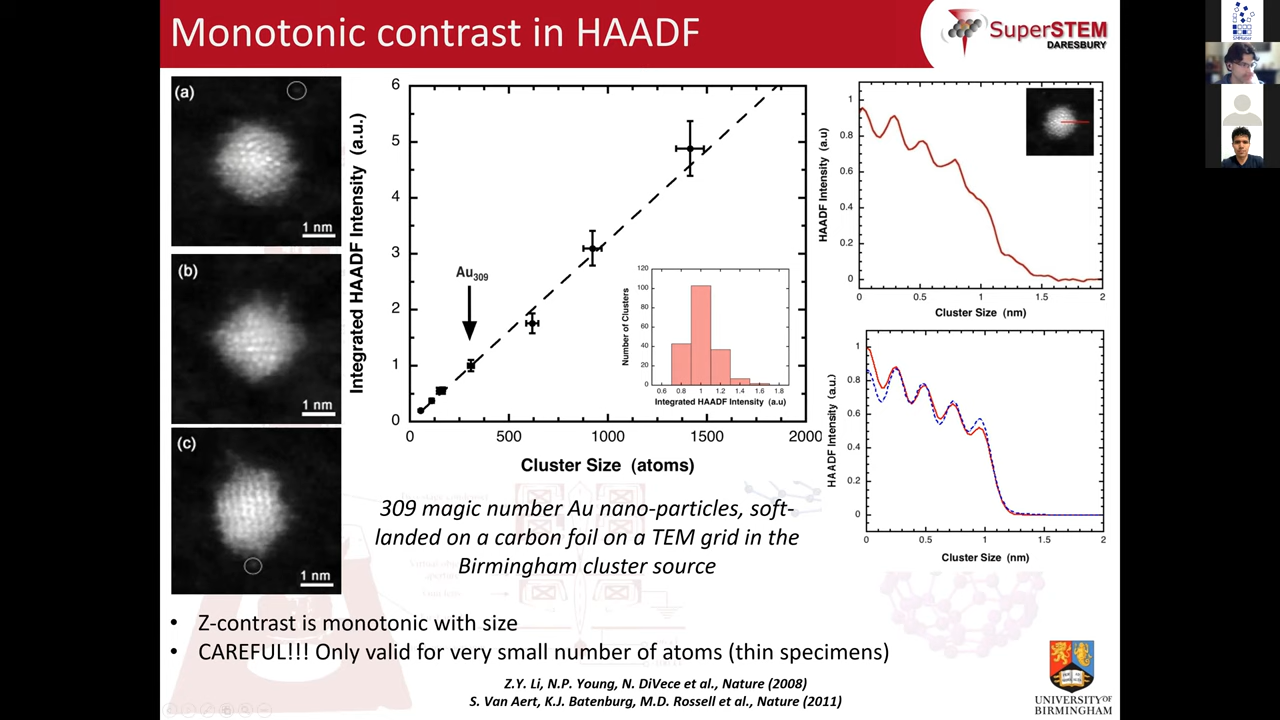 Monotonic contrast in HAADF
SuperSTEM
DARESBURY
(a)
1 nm
(b)
1 nm
(c)
1 nm
Integrated HAADF Intensity (a.u.)
6
5
4
3
2
1
0
0 500 1000 1500 2000
Cluster Size (atoms)
Au309
Number of Clusters
120
100
80
60
40
20
0
0.6 0.8 1 1.2 1.4 1.6 1.8
Integrated HAADF Intensity (a.u)
HAADF Intensity (a.u)
1
0.8
0.6
0.4
0.2
0
0 0.5 1 1.5 2
Cluster Size (nm)
HAADF Intensity (a.u.)
1
0.8
0.6
0.4
0.2
0
0 0.5 1 1.5 2
Cluster Size (nm)
309 magic number Au nano-particles, soft-
landed on a carbon foil on a TEM grid in the
Birmingham cluster source
• Z-contrast is monotonic with size
• CAREFUL!!! Only valid for very small number of atoms (thin specimens)
Z.Y. Li, N.P. Young, N. DiVece et al., Nature (2008)
S. Van Aert, K.J. Batenburg, M.D. Rossell et al., Nature (2011)
UNIVERSITY OF
BIRMINGHAM